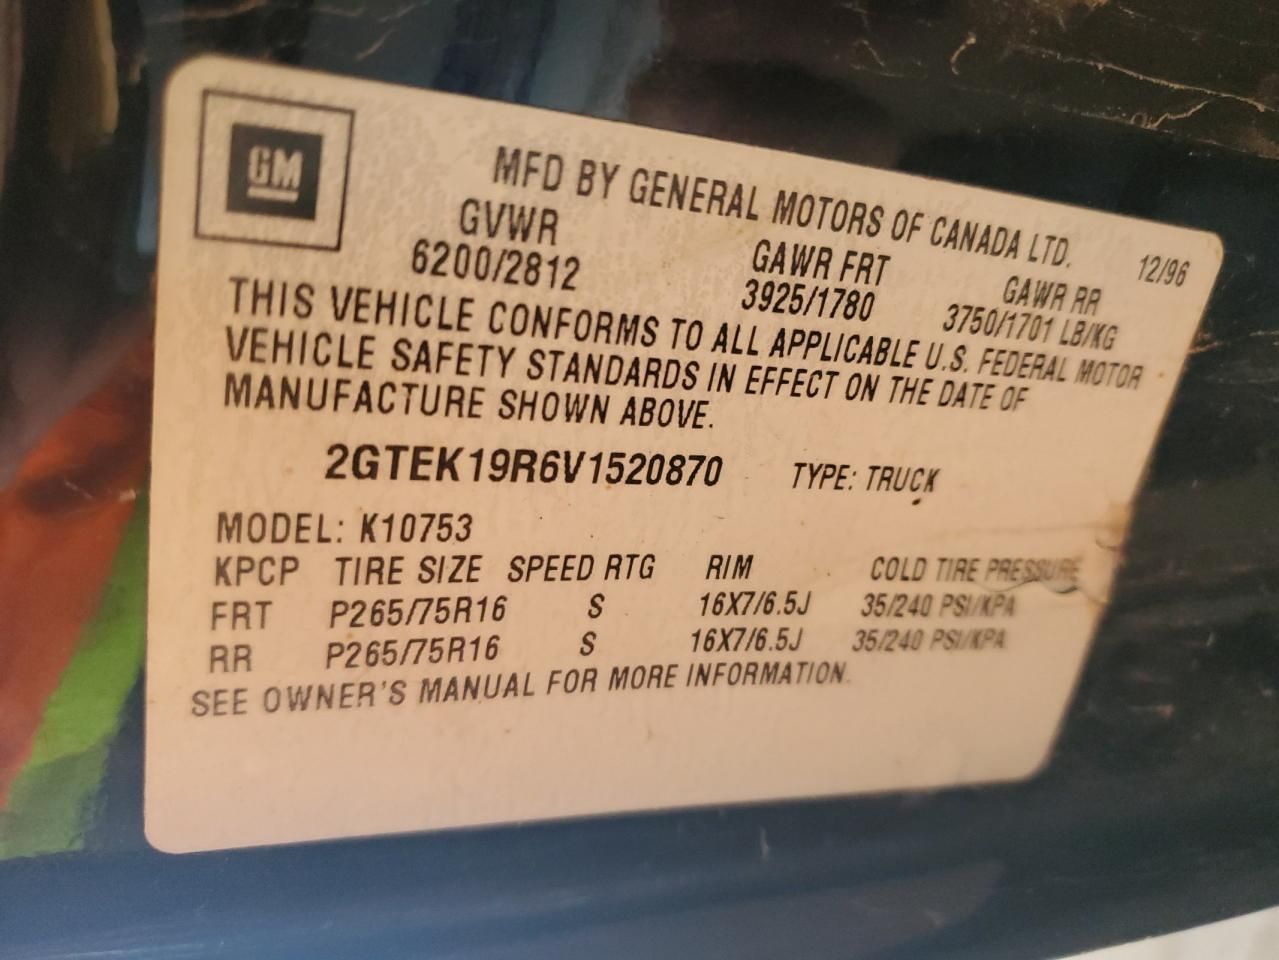 GM
MFD BY GENERAL MOTORS OF CANADA LTD.
12/96
GVWR GAWR FRT GAWR RR
6200/2812 3925/1780 3750/1701 LB/KG
THIS VEHICLE CONFORMS TO ALL APPLICABLE U.S. FEDERAL MOTOR
VEHICLE SAFETY STANDARDS IN EFFECT ON THE DATE OF
MANUFACTURE SHOWN ABOVE.
2GTEK19R6V1520870 TYPE: TRUCK
MODEL: K10753
KPCP TIRE SIZE SPEED RTG RIM COLD TIRE PRESSURE
FRT P265/75R16 S 16X7/6.5J 35/240 PSI/KPA
RR P265/75R16 S 16X7/6.5J 35/240 PSI/KPA
SEE OWNER'S MANUAL FOR MORE INFORMATION.